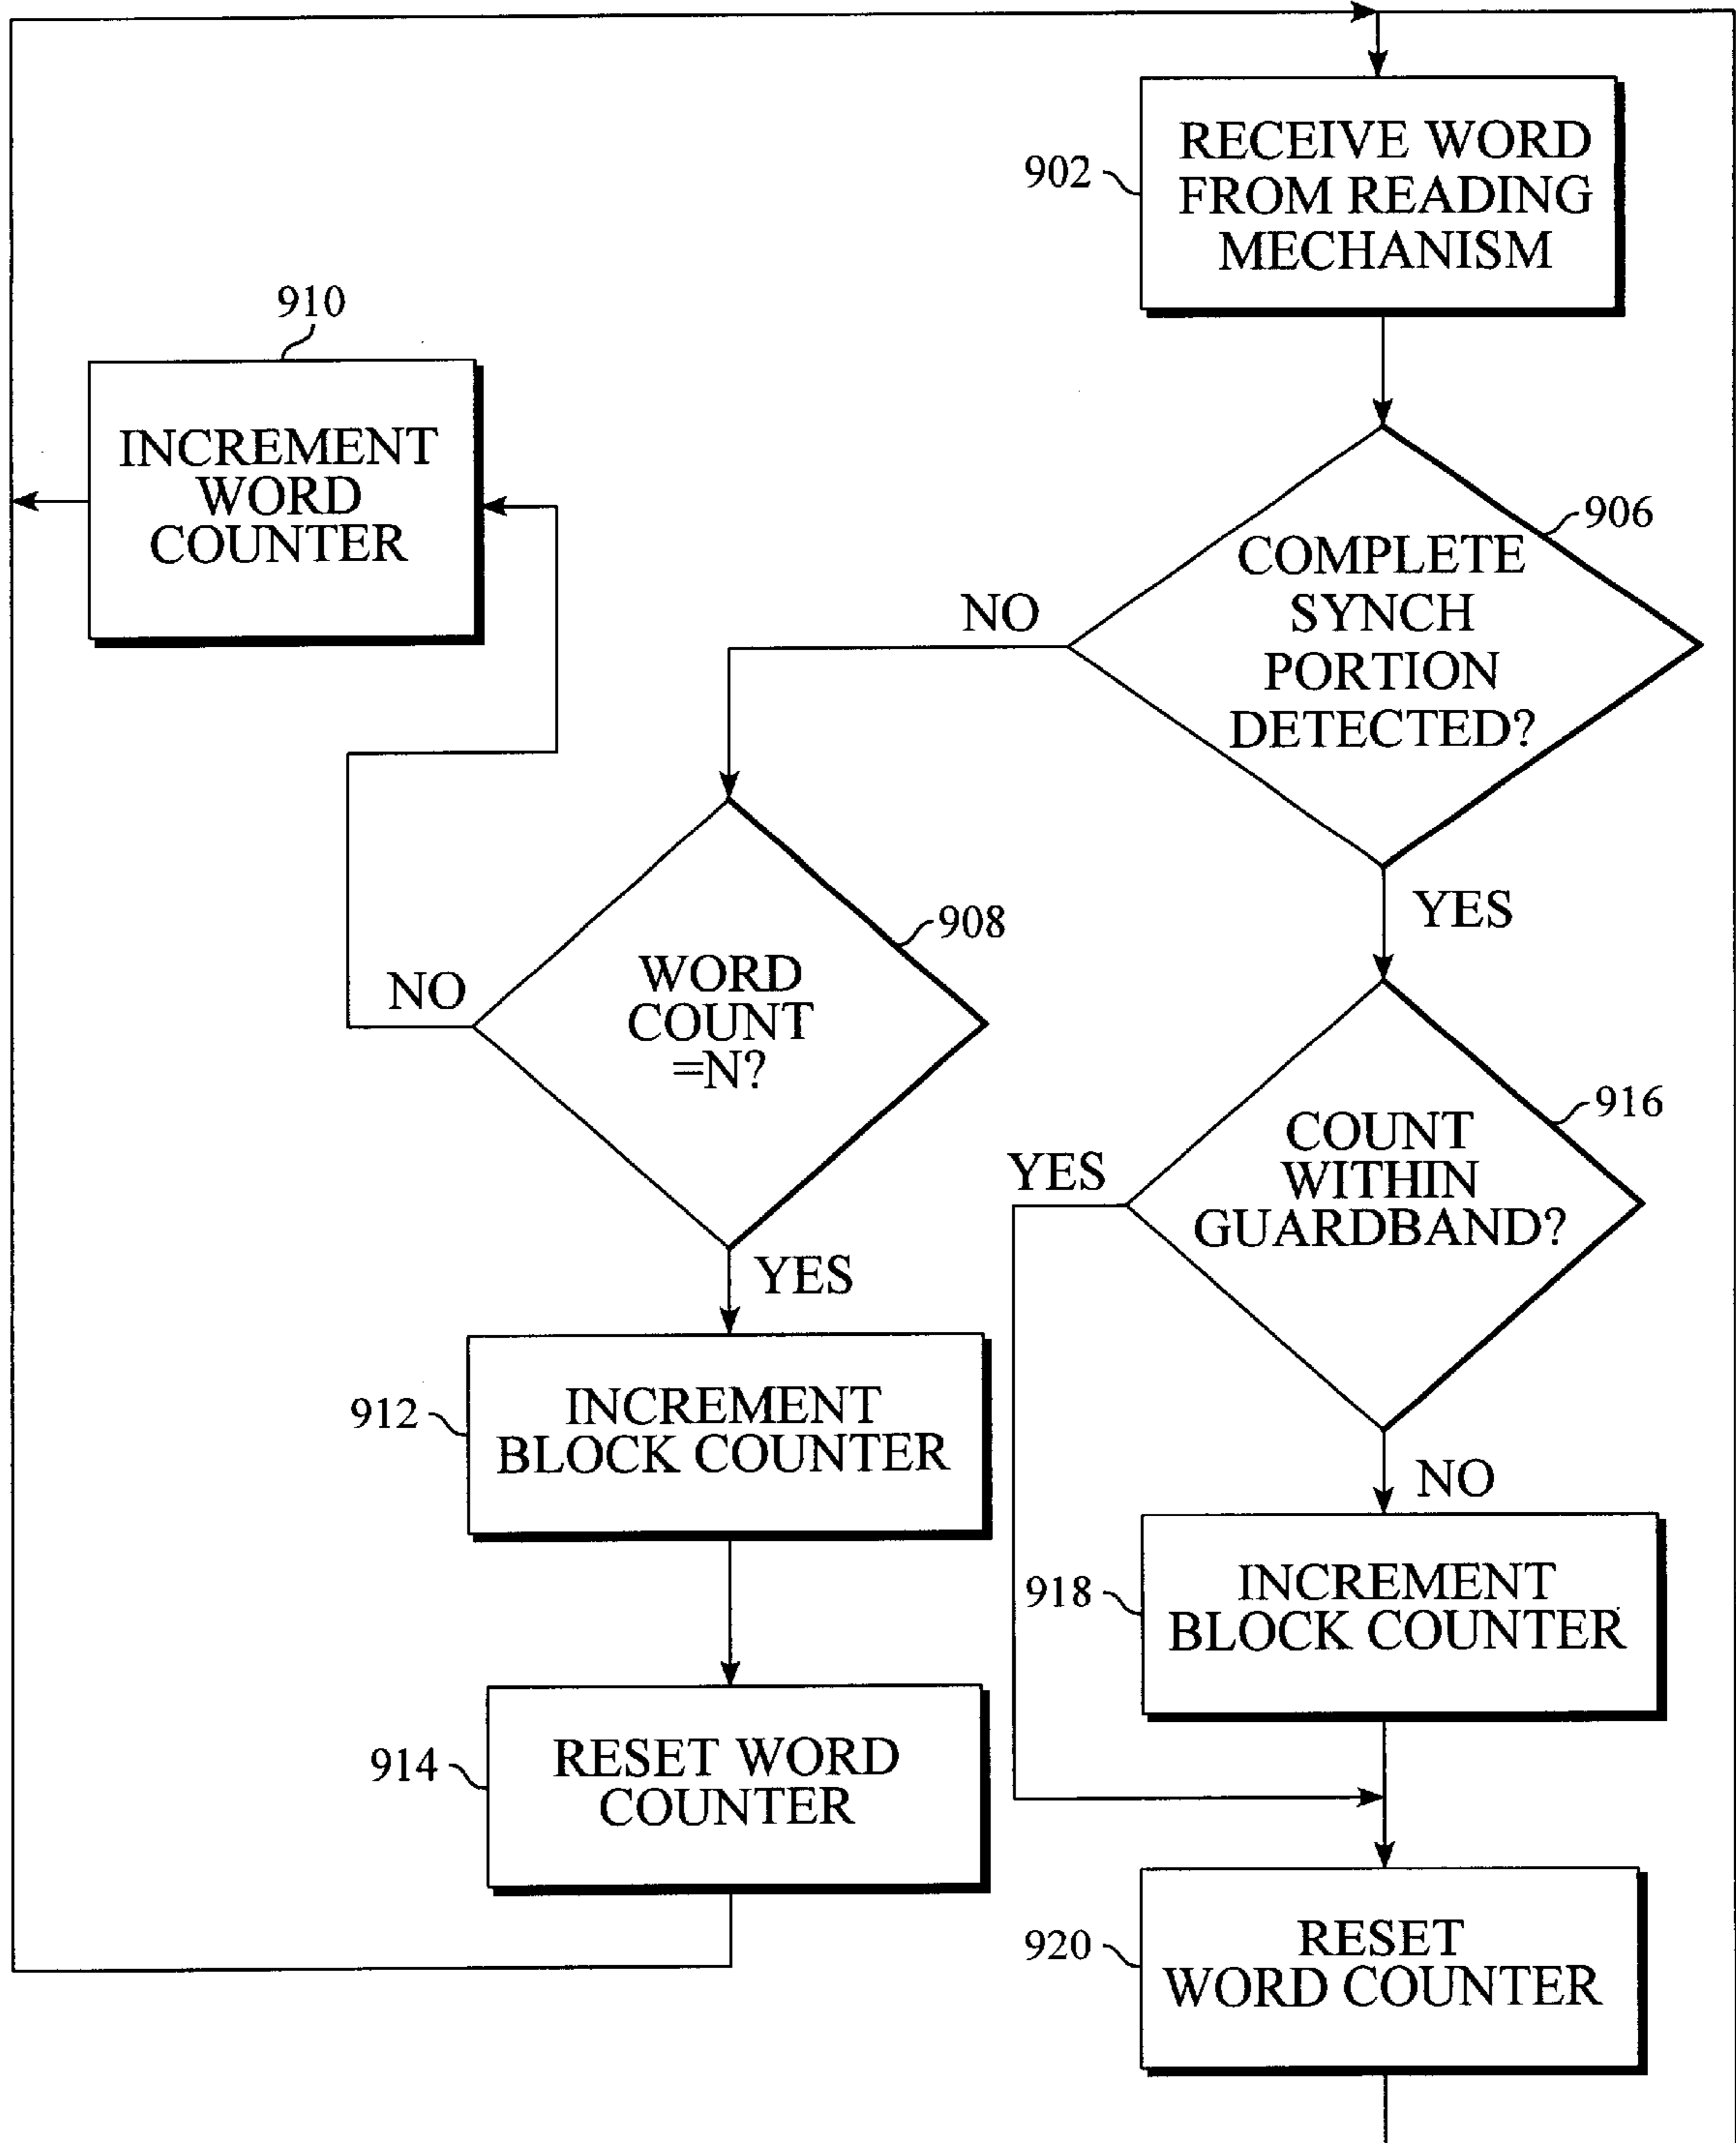 902
RECEIVE WORD
FROM READING
MECHANISM
910
INCREMENT
WORD
COUNTER
906
COMPLETE
SYNCH
PORTION
DETECTED?
NO
YES
908
WORD
COUNT
=N?
NO
YES
916
COUNT
WITHIN
GUARDBAND?
YES
NO
912
INCREMENT
BLOCK COUNTER
918
INCREMENT
BLOCK COUNTER
914
RESET WORD
COUNTER
920
RESET
WORD COUNTER